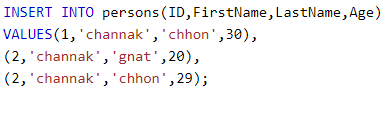 INSERT INTO persons(ID,FirstName,LastName,Age)
VALUES(1,'channak','chhon',30),
(2,'channak','gnat',20),
(2,'channak','chhon',29);